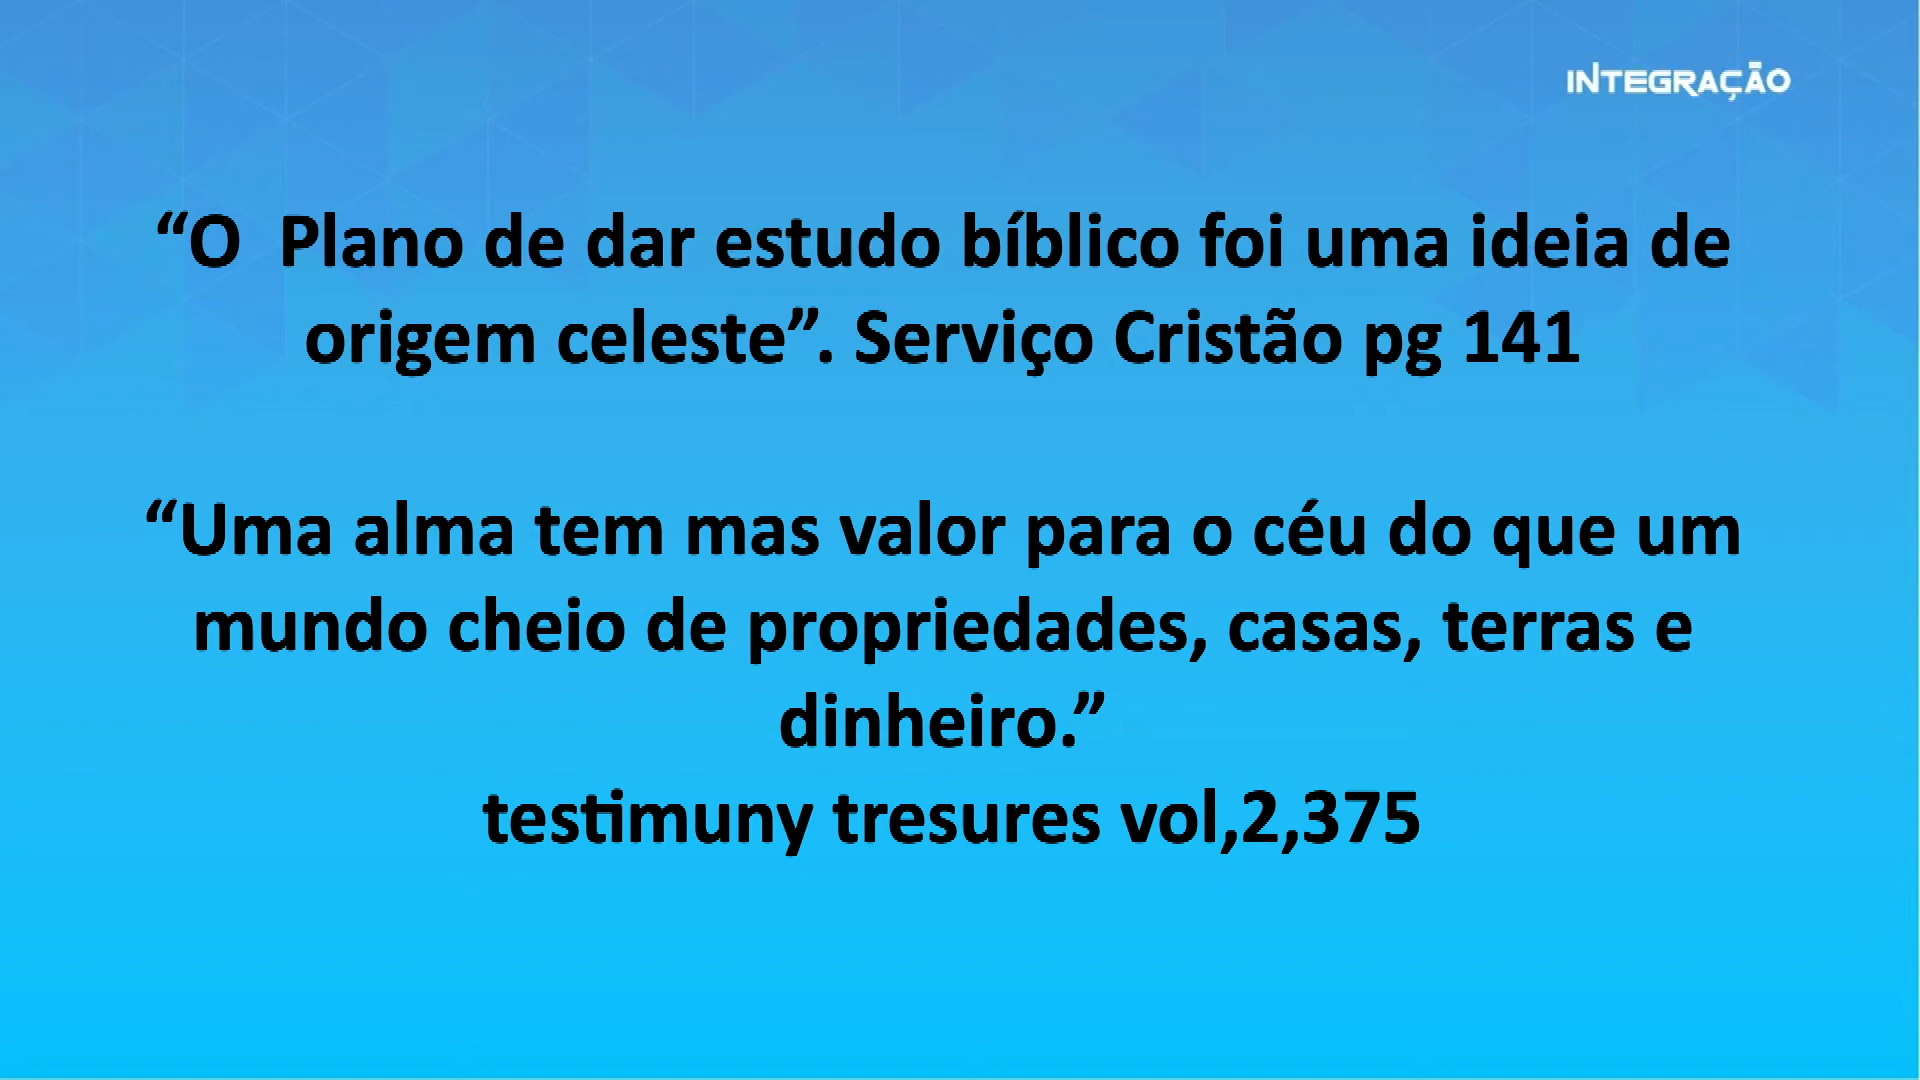 INTEGRAÇÃO
“O  Plano de dar estudo bíblico foi uma ideia de
origem celeste”. Serviço Cristão pg 141
“Uma alma tem mas valor para o céu do que um
mundo cheio de propriedades, casas, terras e
dinheiro.”
testimuny tresures vol,2,375